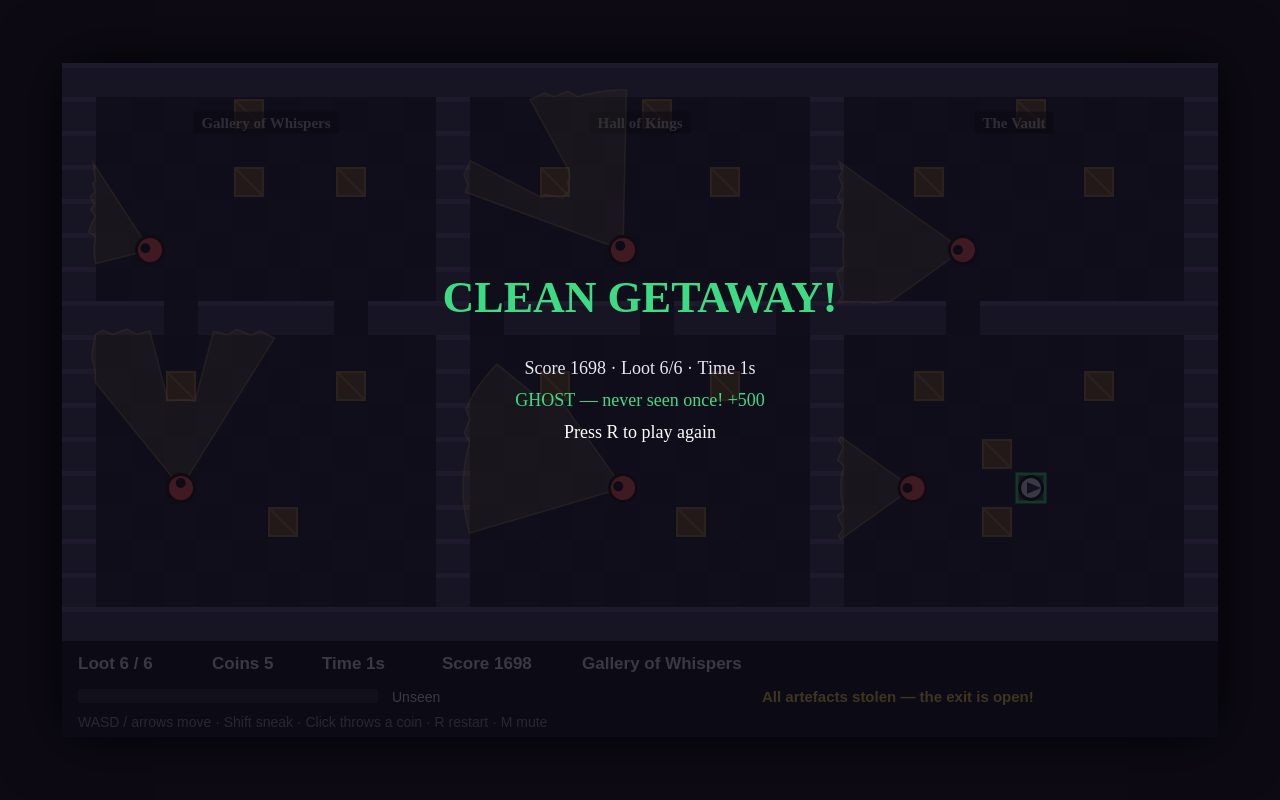 Gallery of Whispers
Hall of Kings
The Vault
CLEAN GETAWAY!
Score 1698 · Loot 6/6 · Time 1s
GHOST — never seen once! +500
Press R to play again
Loot 6 / 6
Coins 5
Time 1s
Score 1698
Gallery of Whispers
Unseen
All artefacts stolen — the exit is open!
WASD / arrows move · Shift sneak · Click throws a coin · R restart · M mute